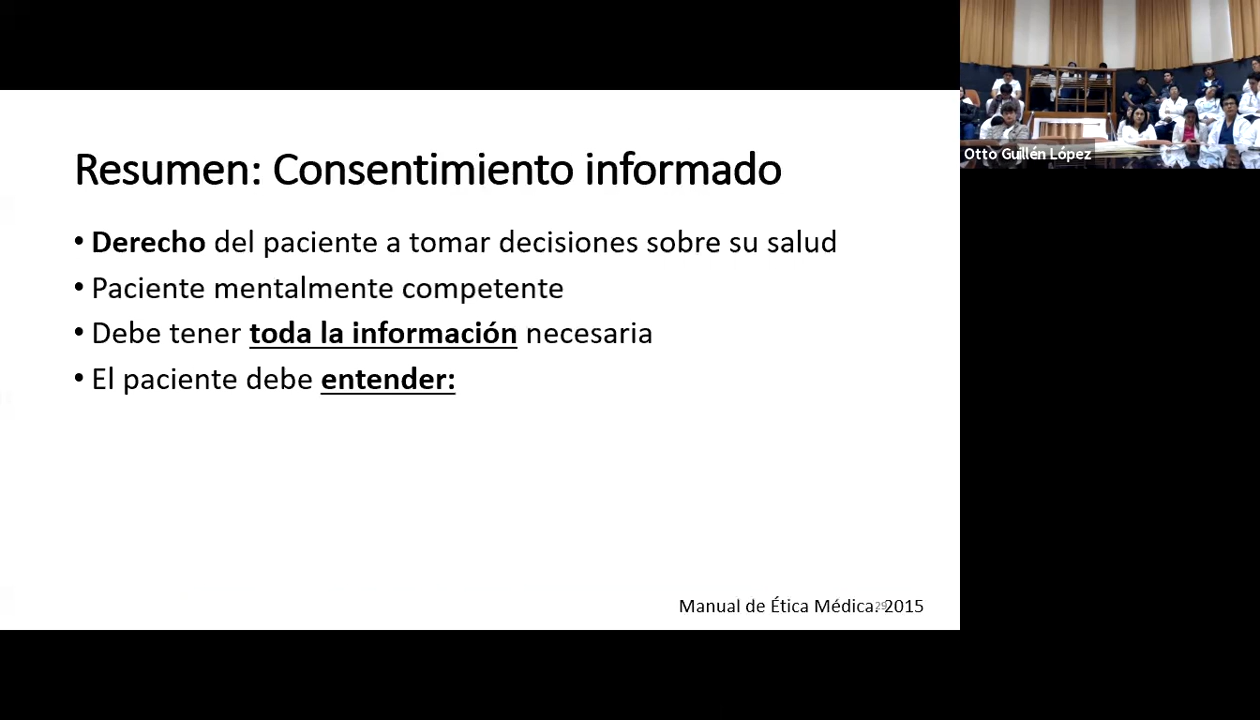 Resumen: Consentimiento informado
• Derecho del paciente a tomar decisiones sobre su salud
• Paciente mentalmente competente
• Debe tener toda la información necesaria
• El paciente debe entender:
Manual de Ética Médica. 2015
Otto Guillén López